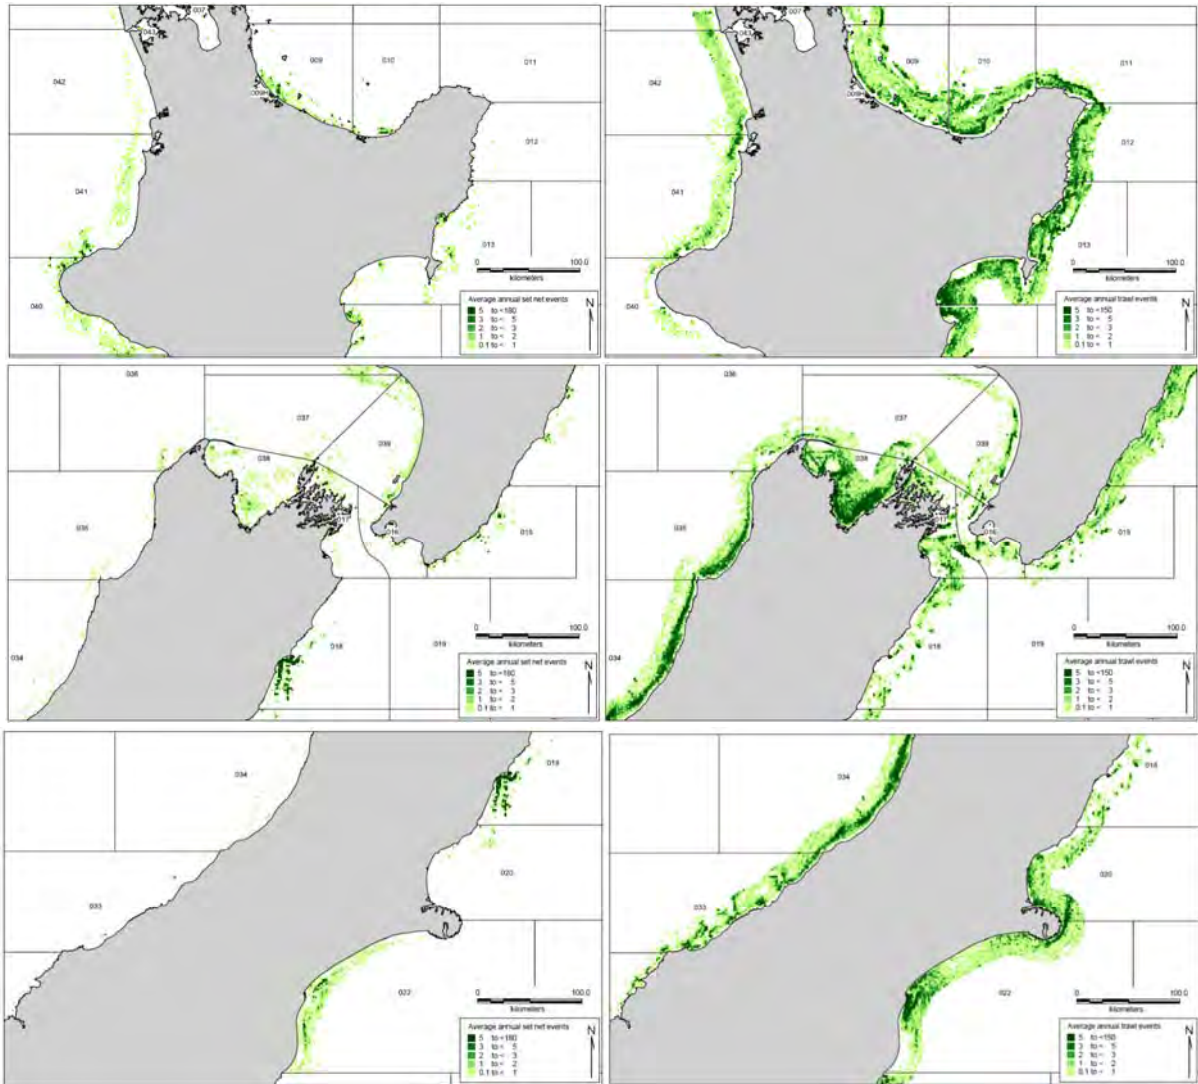 007
043
009
010
011
042
009H
012
041
013
0 100.0
kilometers
040
Average annual set net events
5 to <180
3 to < 5
2 to < 3
1 to < 2
0.1 to < 1
N
007
043
009
010
011
042
009H
012
041
013
0 100.0
kilometers
040
Average annual trawl events
5 to <150
3 to < 5
2 to < 3
1 to < 2
0.1 to < 1
N
036
037
039
038
035
017
016
015
0 100.0
kilometers
018
019
034
Average annual set net events
5 to <180
3 to < 5
2 to < 3
1 to < 2
0.1 to < 1
N
036
037
039
038
035
017
016
015
0 100.0
kilometers
018
019
034
Average annual trawl events
5 to <150
3 to < 5
2 to < 3
1 to < 2
0.1 to < 1
N
034
020
033
022
0 100.0
kilometers
Average annual set net events
5 to <180
3 to < 5
2 to < 3
1 to < 2
0.1 to < 1
N
018
034
020
033
022
0 100.0
kilometers
Average annual trawl events
5 to <150
3 to < 5
2 to < 3
1 to < 2
0.1 to < 1
N